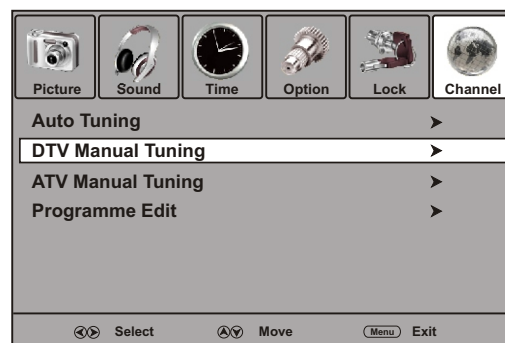 Picture Sound Time Option Lock Channel
Auto Tuning
DTV Manual Tuning
ATV Manual Tuning
Programme Edit
Select Move Menu Exit